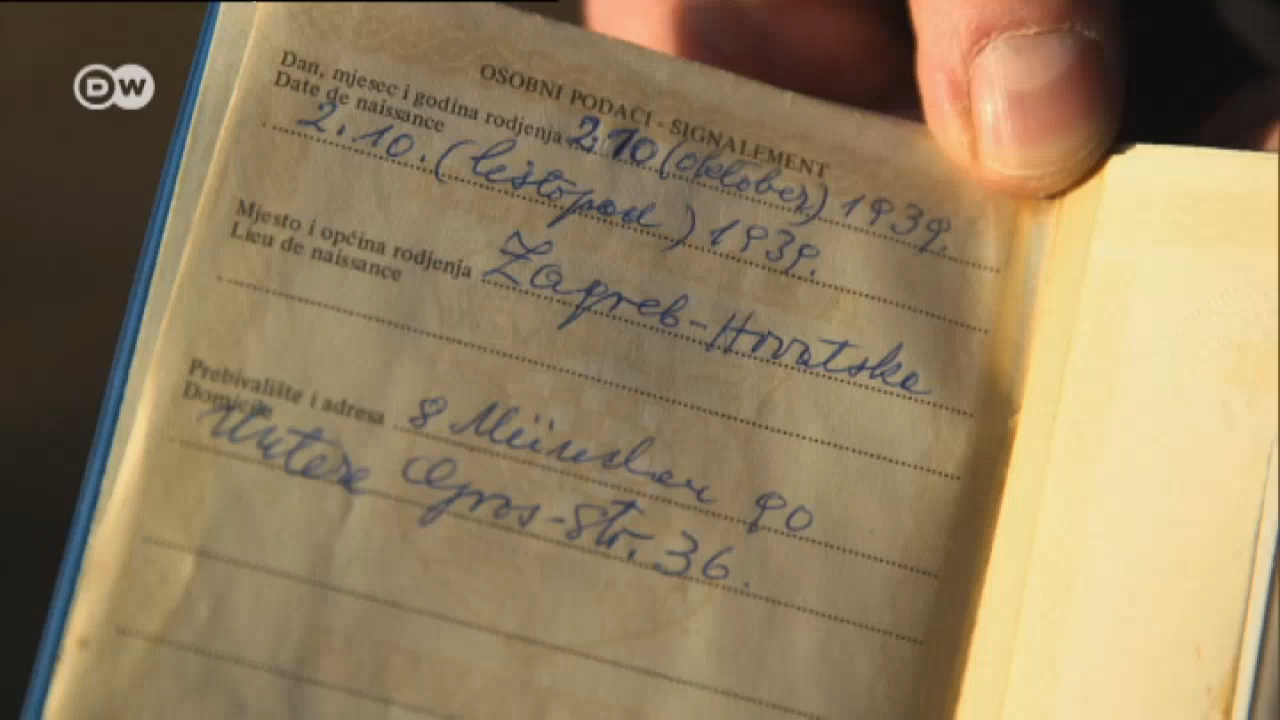 DW
OSOBNI PODACI - SIGNALEMENT
Dan, mjesec i godina rodjenja 2. 10 (oktober) 1939.
Date de naissance
2. 10. (listopad) 1939.
Mjesto i općina rodjenja Zagreb-Hrvatska
Lieu de naissance
Prebivalište i adresa 8 München 90
Domicile
Untere Gras-Str. 36.